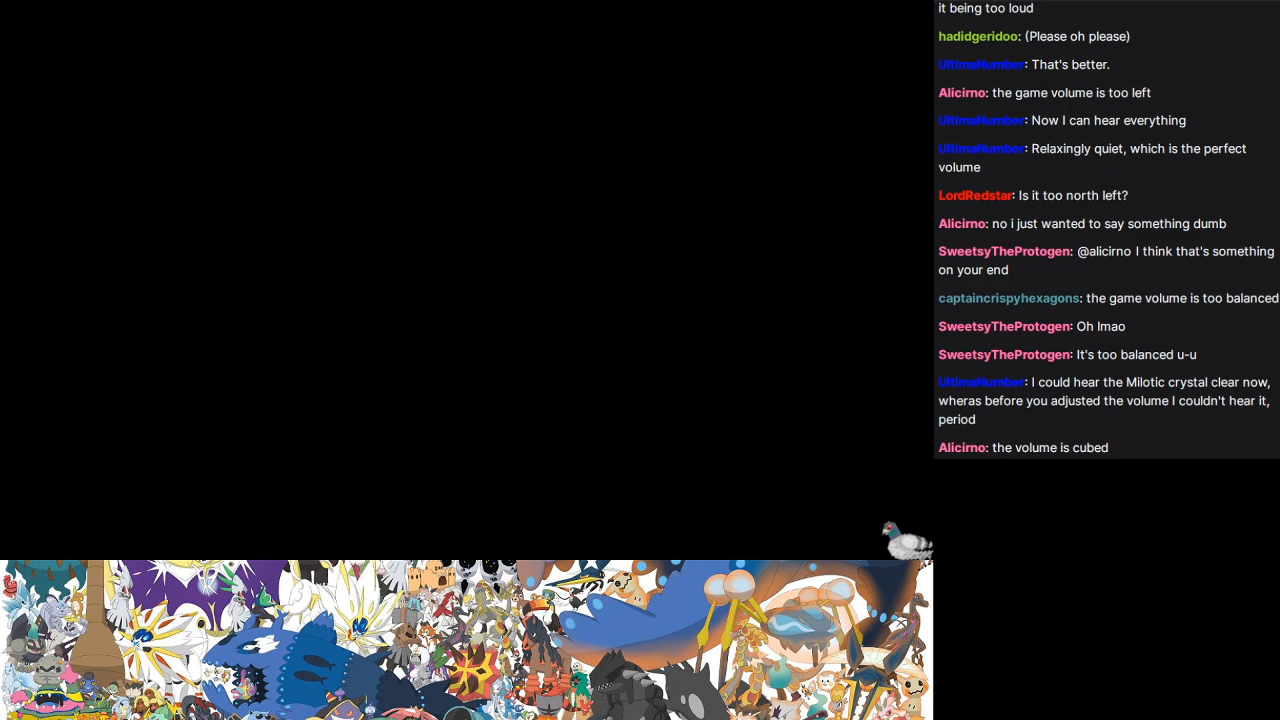 it being too loud
hadidgeridoo: (Please oh please)
UltimaNumber: That's better.
Alicirno: the game volume is too left
UltimaNumber: Now I can hear everything
UltimaNumber: Relaxingly quiet, which is the perfect
volume
LordRedstar: Is it too north left?
Alicirno: no i just wanted to say something dumb
SweetsyTheProtogen: @alicirno I think that's something
on your end
captaincrispyhexagons: the game volume is too balanced
SweetsyTheProtogen: Oh lmao
SweetsyTheProtogen: It's too balanced u-u
UltimaNumber: I could hear the Milotic crystal clear now,
wheras before you adjusted the volume I couldn't hear it,
period
Alicirno: the volume is cubed